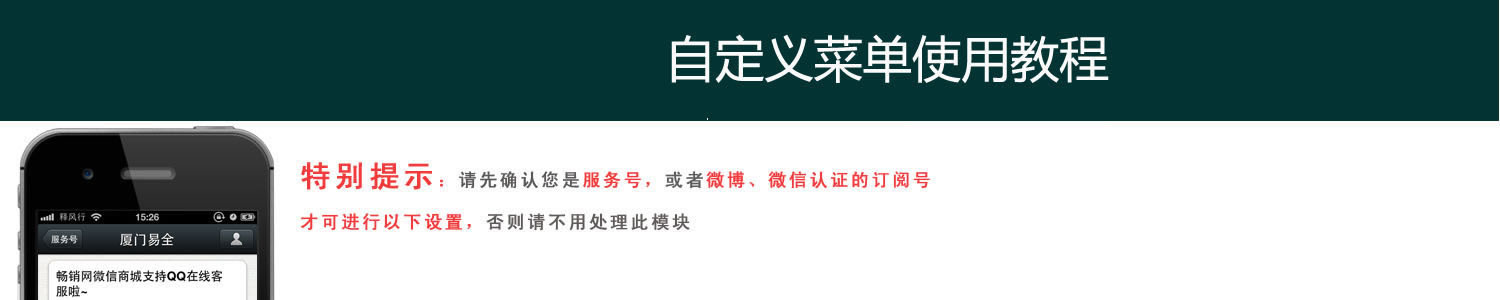 自定义菜单使用教程
特别提示：请先确认您是服务号，或者微博、微信认证的订阅号
才可进行以下设置，否则请不用处理此模块
释风行 15:26
服务号 厦门易全
畅销网微信商城支持QQ在线客
服啦~